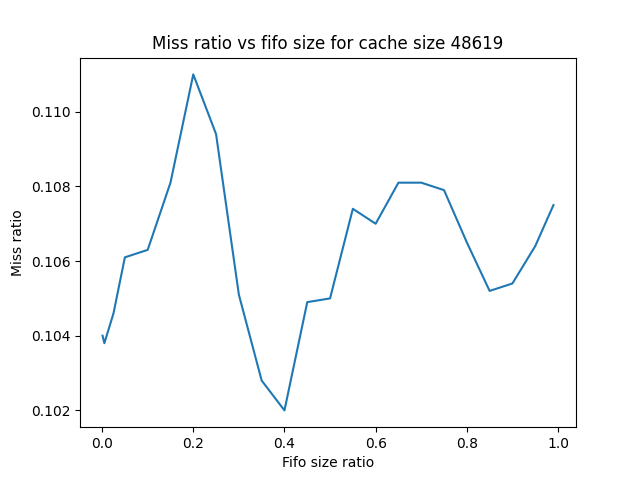 Miss ratio vs fifo size for cache size 48619
Miss ratio
0.110
0.108
0.106
0.104
0.102
0.0 0.2 0.4 0.6 0.8 1.0
Fifo size ratio